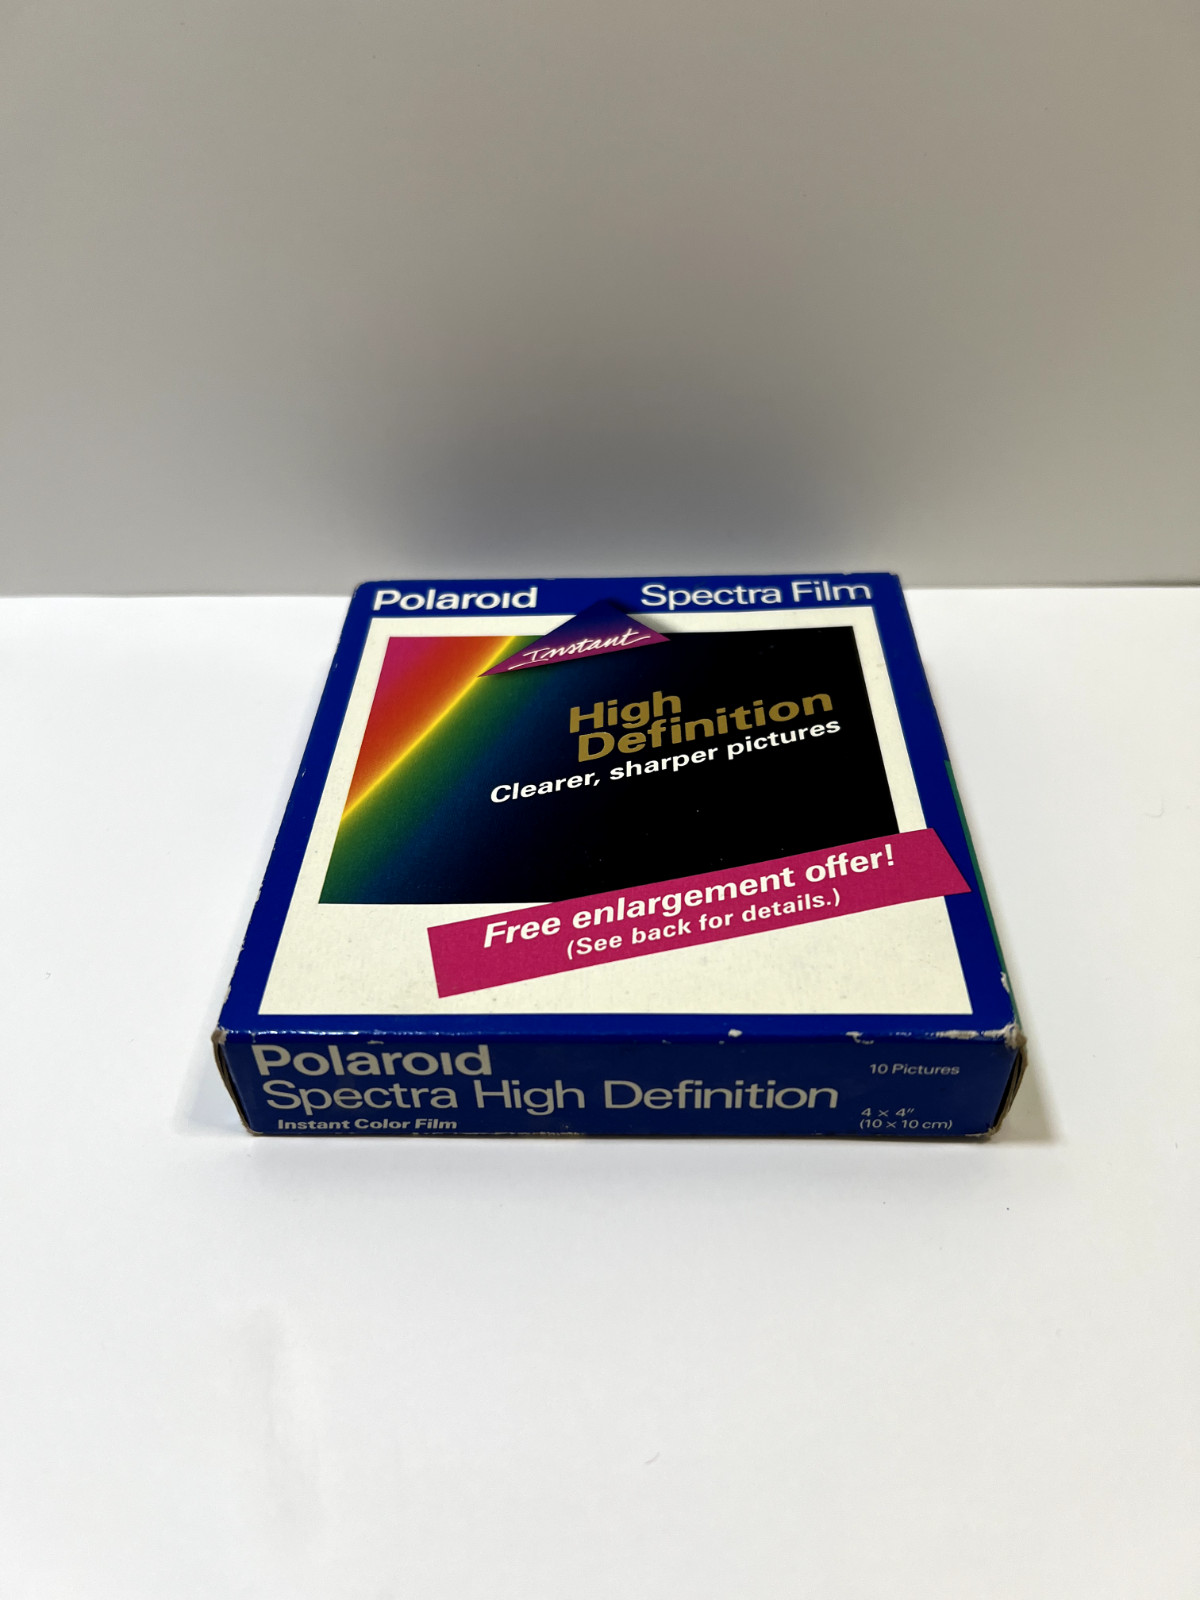 Polaroid Spectra Film
Instant
High
Definition
Clearer, sharper pictures
Free enlargement offer!
(See back for details.)
Polaroid
Spectra High Definition
Instant Color Film
10 Pictures
4 × 4"
(10 × 10 cm)